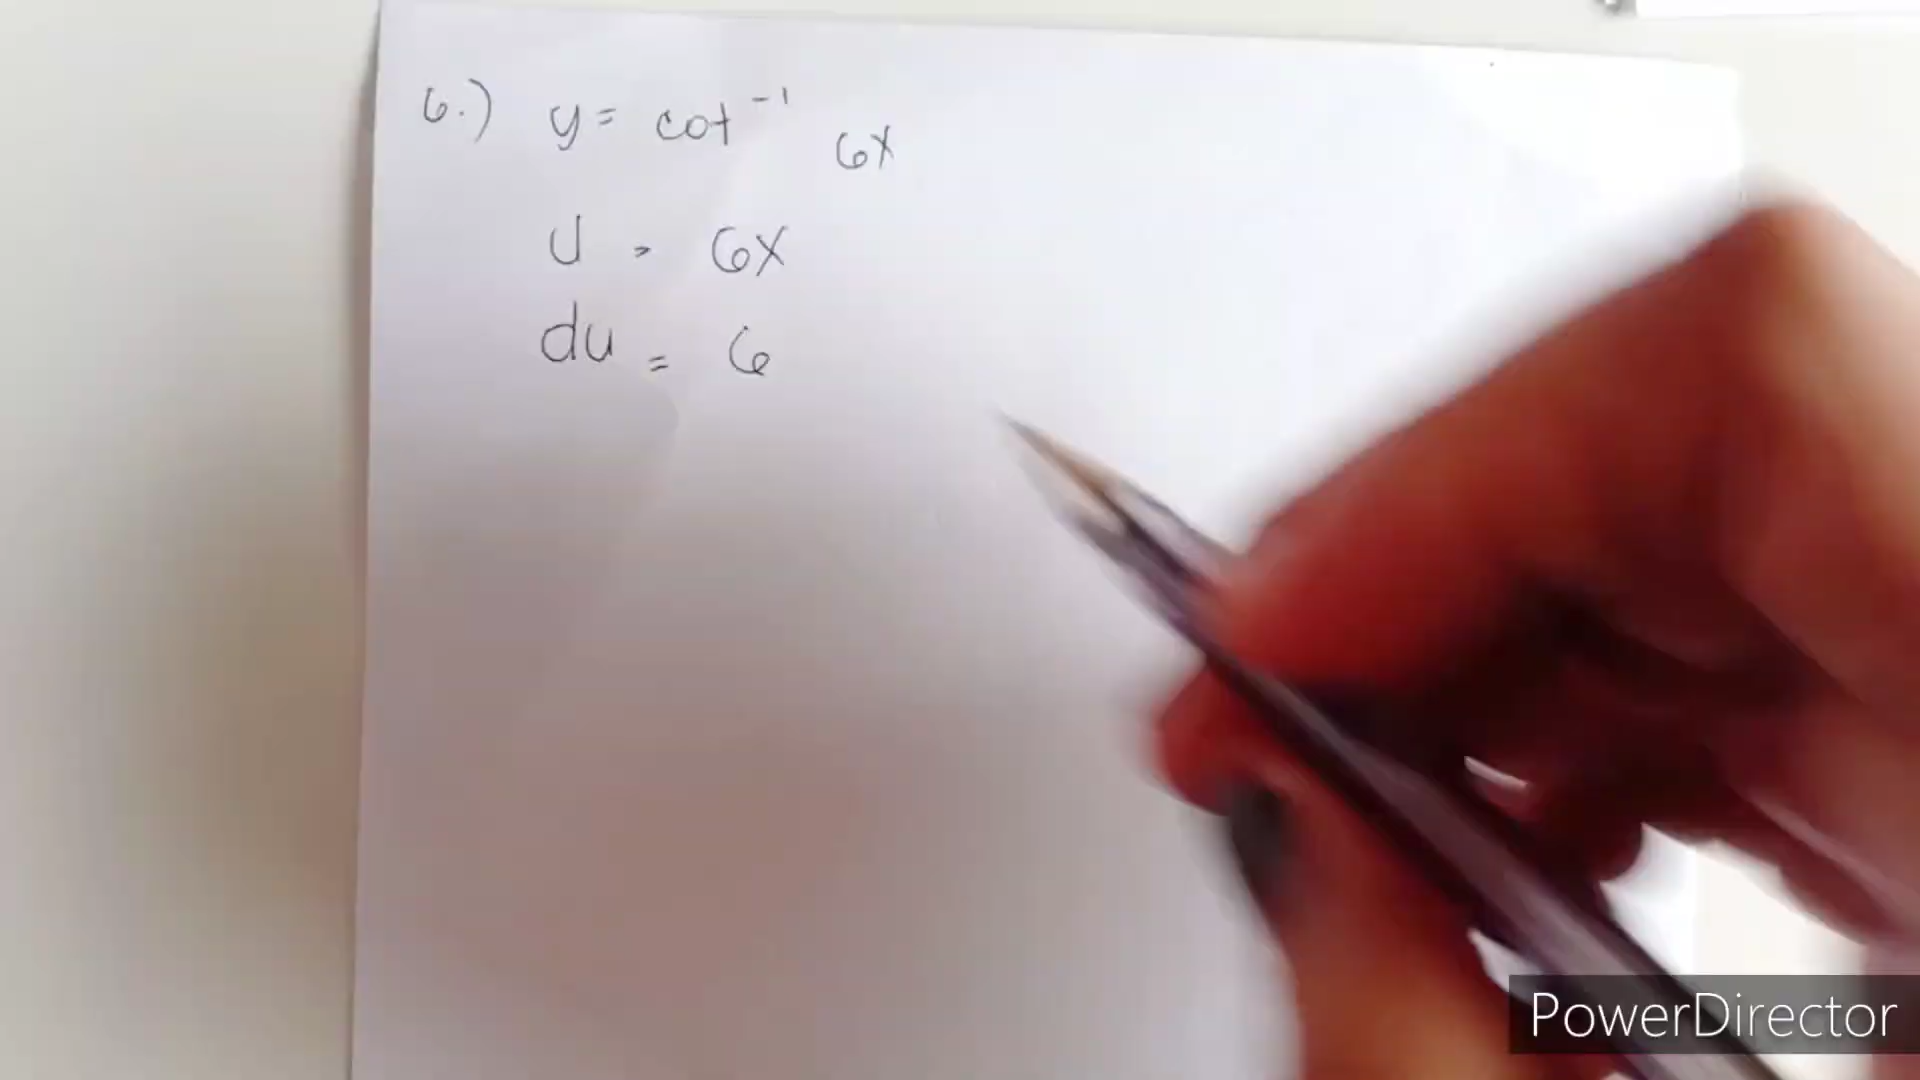 6.) y = cot⁻¹ 6x
u = 6x
du = 6
PowerDirector